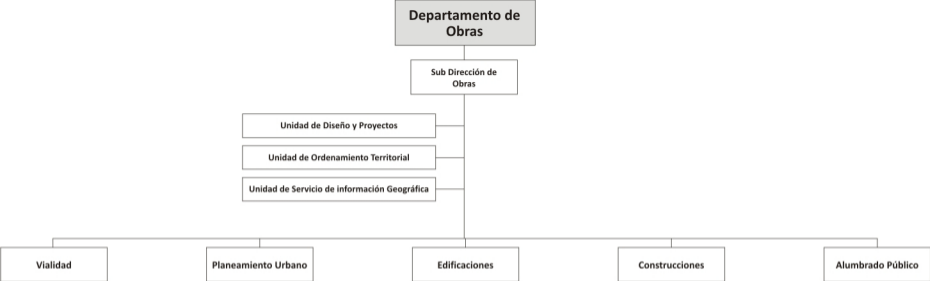 Departamento de
Obras
Sub Dirección de
Obras
Unidad de Diseño y Proyectos
Unidad de Ordenamiento Territorial
Unidad de Servicio de información Geográfica
Vialidad
Planeamiento Urbano
Edificaciones
Construcciones
Alumbrado Público